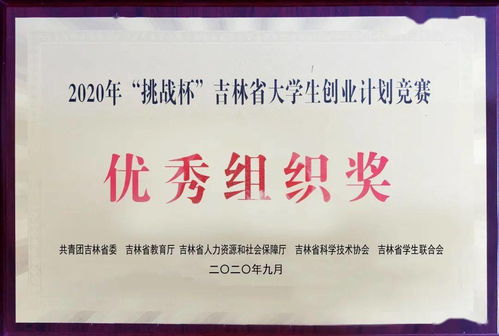 2020年“挑战杯”吉林省大学生创业计划竞赛
优秀组织奖
共青团吉林省委 吉林省教育厅 吉林省人力资源和社会保障厅 吉林省科学技术协会 吉林省学生联合会
二〇二〇年九月